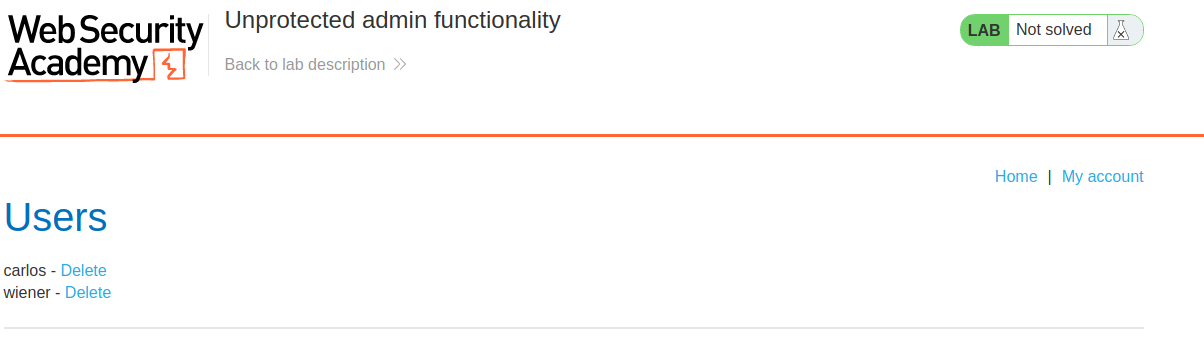 Web Security
Academy
Unprotected admin functionality
Back to lab description
LAB Not solved
Home | My account
Users
carlos - Delete
wiener - Delete